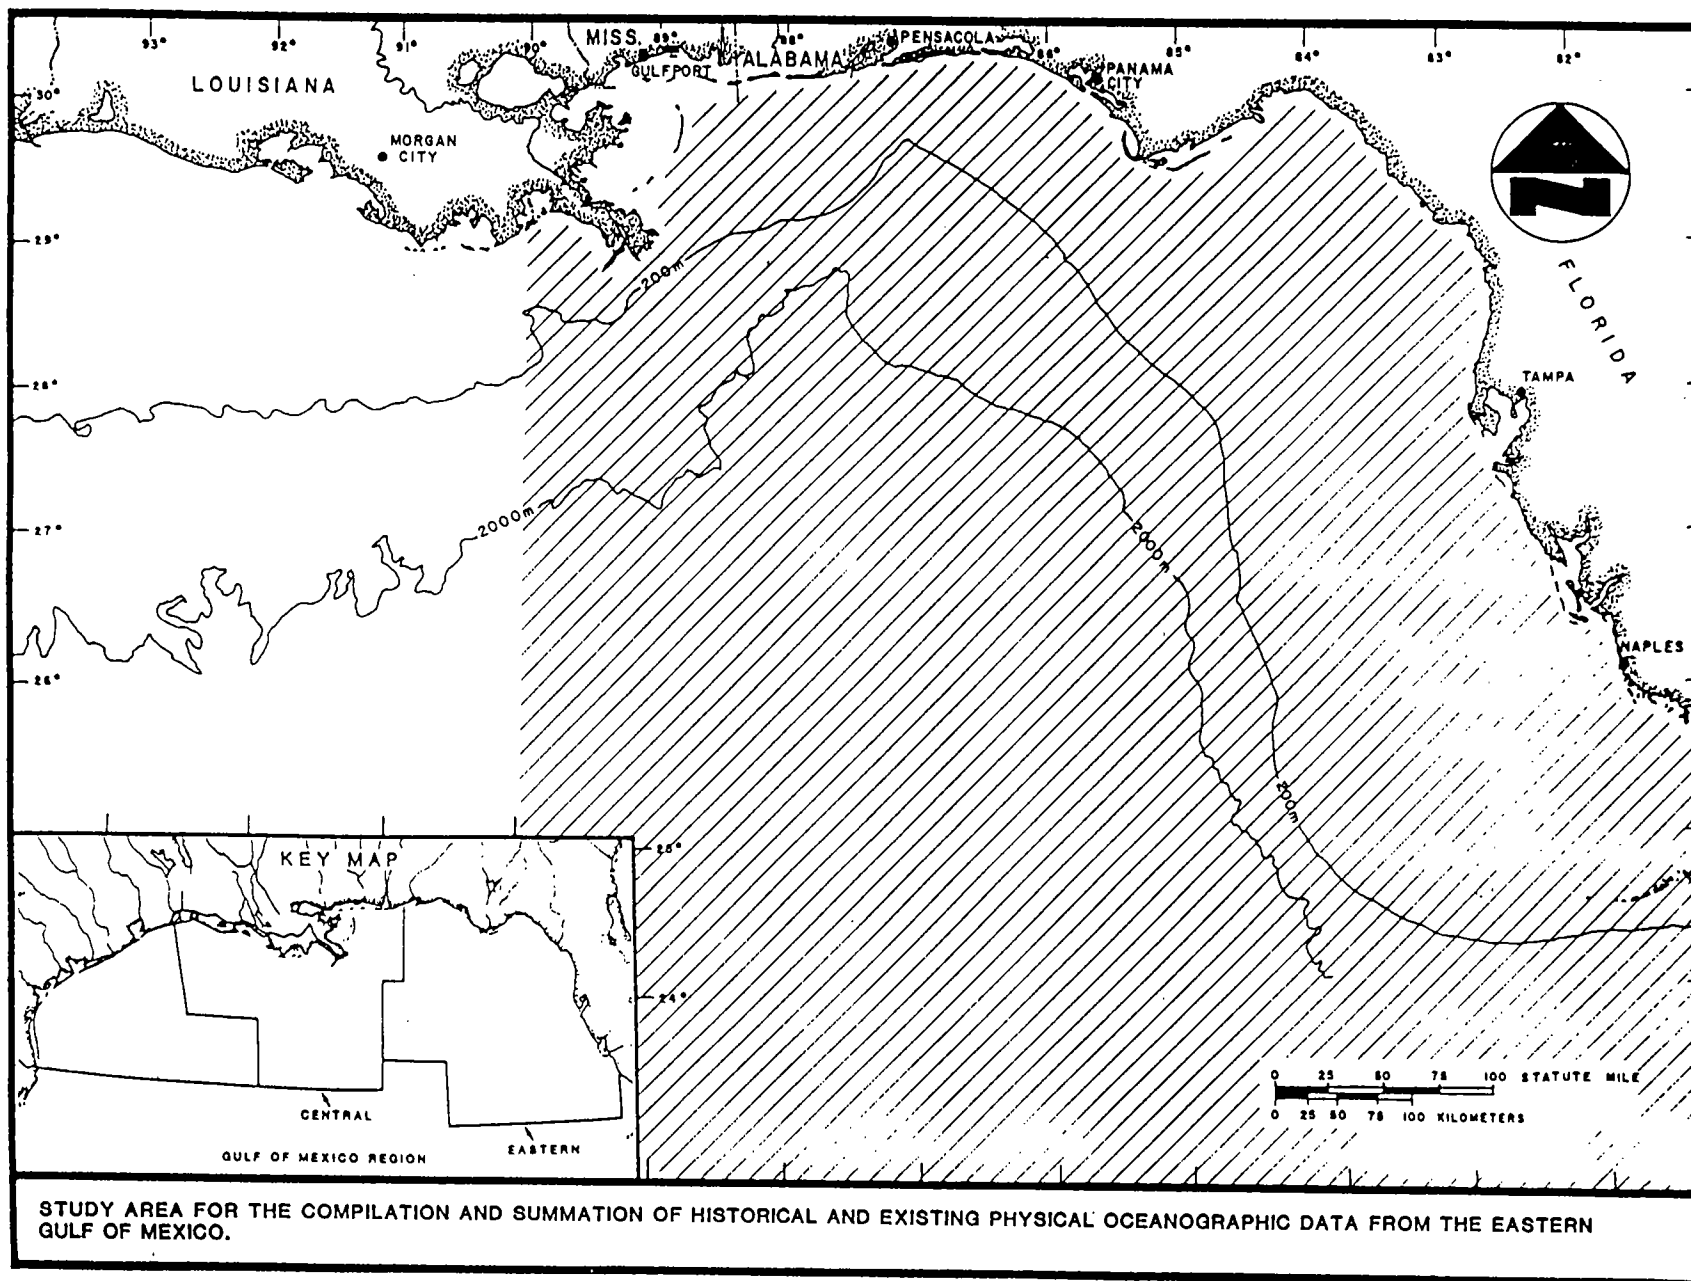 93° 92° 91° 90° 89° 88° 86° 85° 84° 83° 82°
MISS.
ALABAMA
PENSACOLA
GULFPORT
PANAMA
CITY
LOUISIANA
30°
MORGAN
CITY
N
29°
200m
FLORIDA
28°
TAMPA
27°
2000m
2000m
26°
NAPLES
200m
KEY MAP
25°
24°
CENTRAL
EASTERN
GULF OF MEXICO REGION
0 25 50 75 100 STATUTE MILE
0 25 50 75 100 KILOMETERS
STUDY AREA FOR THE COMPILATION AND SUMMATION OF HISTORICAL AND EXISTING PHYSICAL OCEANOGRAPHIC DATA FROM THE EASTERN
GULF OF MEXICO.